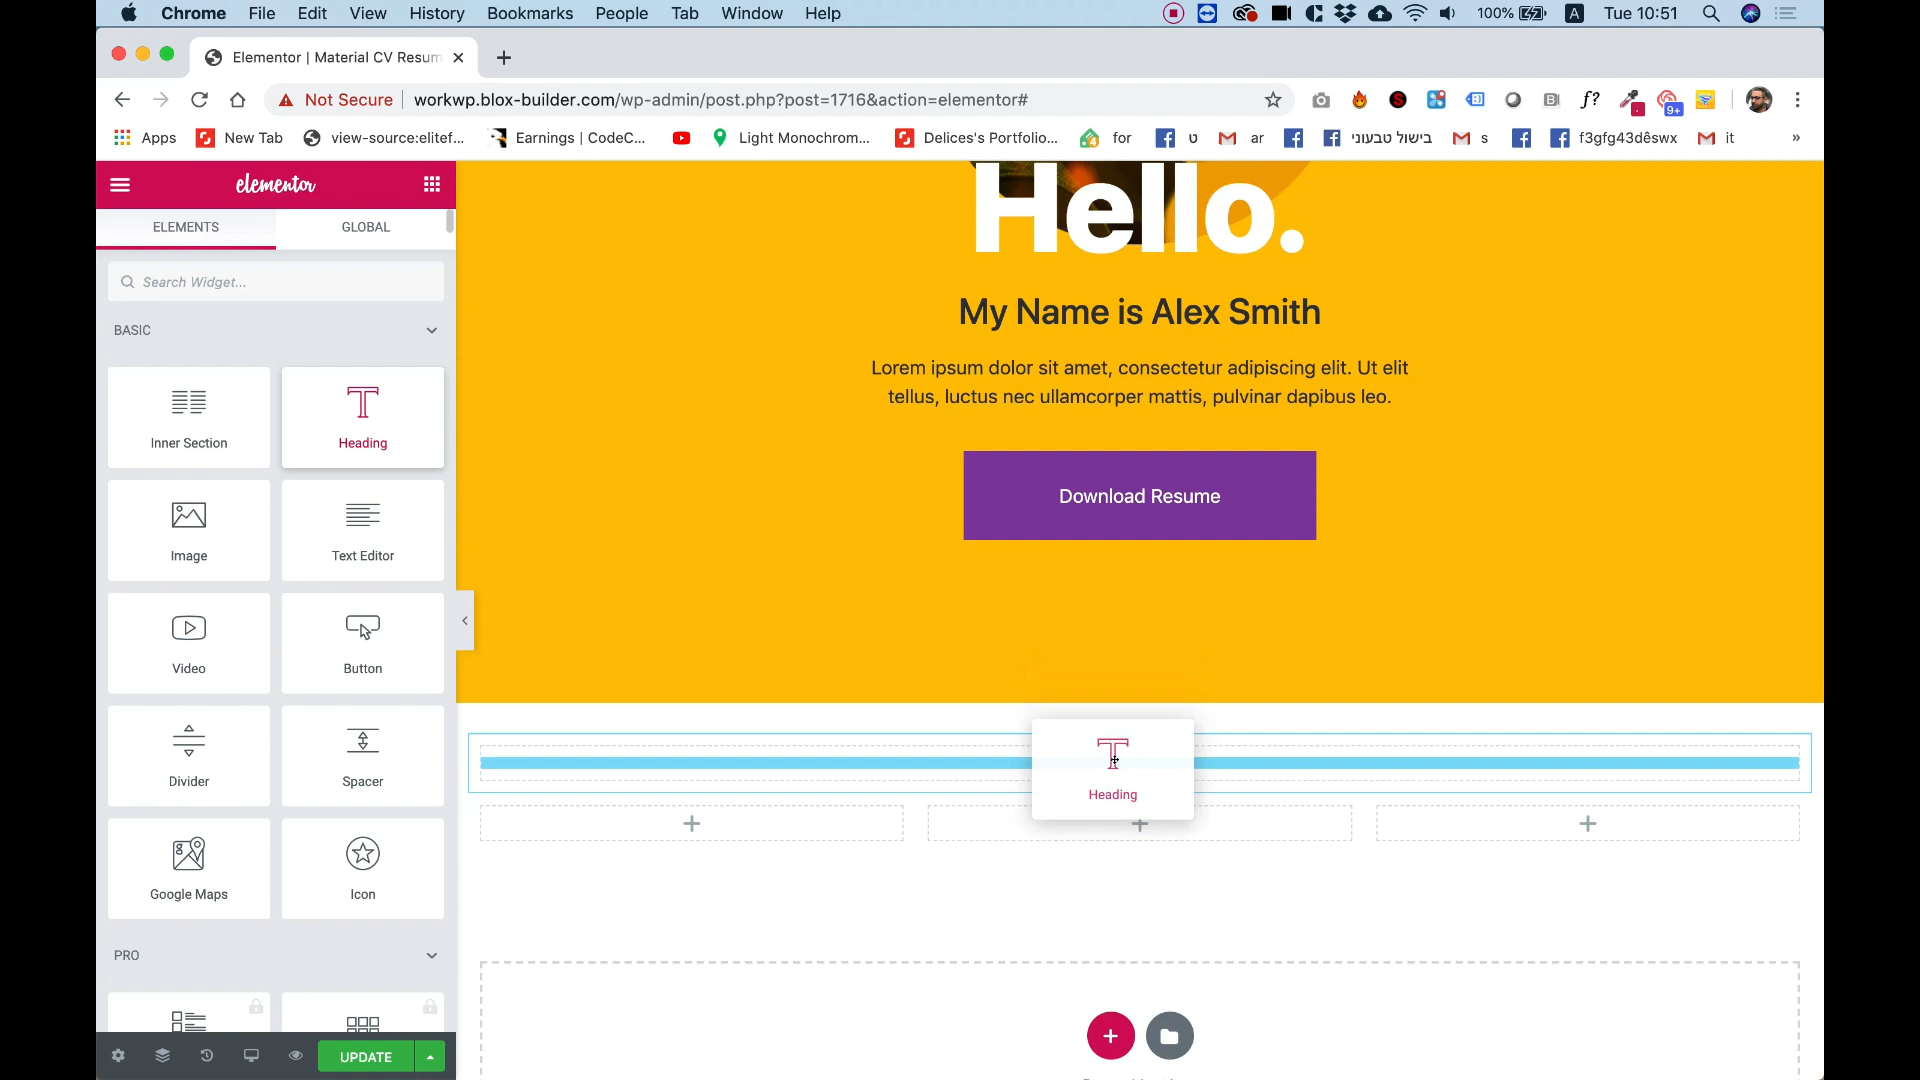 Chrome File Edit View History Bookmarks People Tab Window Help 100% A Tue 10:51
Elementor | Material CV Resum
Not Secure workwp.blox-builder.com/wp-admin/post.php?post=1716&action=elementor# f? 9+
Apps New Tab view-source:elitef... Earnings | CodeC... Light Monochrom... Delices's Portfolio... for ט ar בישול טבעוני s f3gfg43dêswx it »
elementor
ELEMENTS GLOBAL
Search Widget...
BASIC
Inner Section Heading
Image Text Editor
Video Button
Divider Spacer
Google Maps Icon
PRO
UPDATE
Hello.
My Name is Alex Smith
Lorem ipsum dolor sit amet, consectetur adipiscing elit. Ut elit
tellus, luctus nec ullamcorper mattis, pulvinar dapibus leo.
Download Resume
Heading